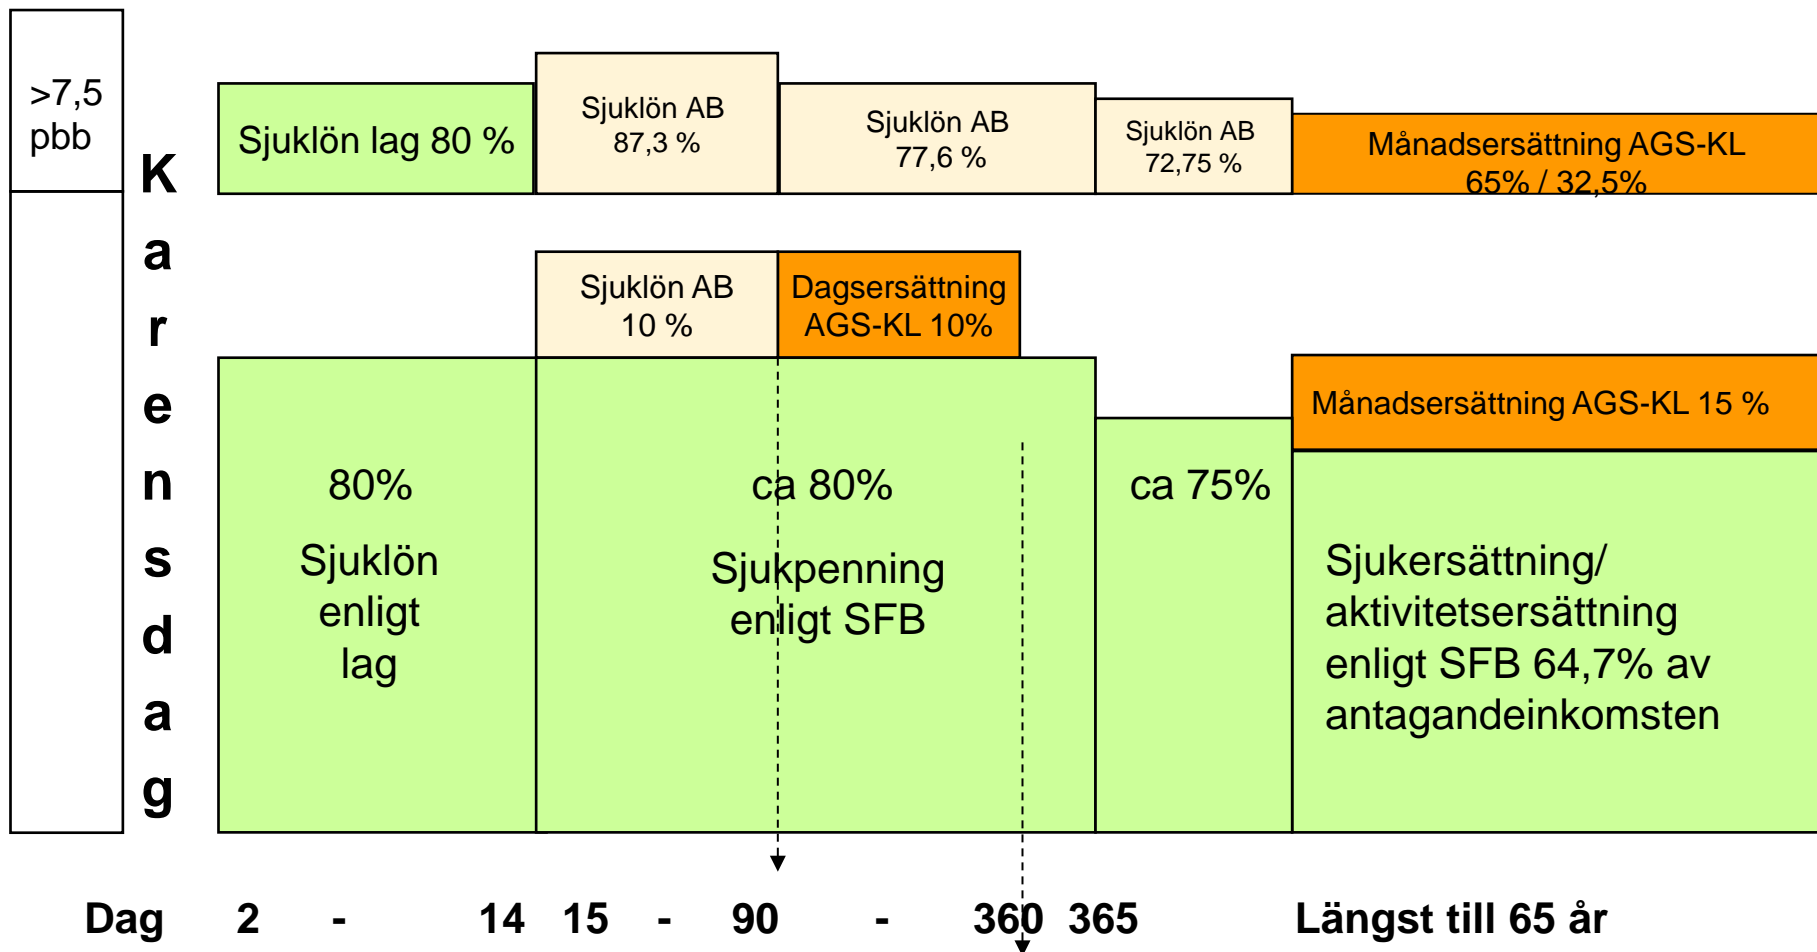 >7,5
pbb
Karensdag
Sjuklön lag 80 %
Sjuklön AB
87,3 %
Sjuklön AB
77,6 %
Sjuklön AB
72,75 %
Månadsersättning AGS-KL
65% / 32,5%
Sjuklön AB
10 %
Dagsersättning
AGS-KL 10%
Månadsersättning AGS-KL 15 %
80%
Sjuklön
enligt
lag
ca 80%
Sjukpenning
enligt SFB
ca 75%
Sjukersättning/
aktivitetsersättning
enligt SFB 64,7% av
antagandeinkomsten
Dag 2 - 14 15 - 90 - 360 365 Längst till 65 år